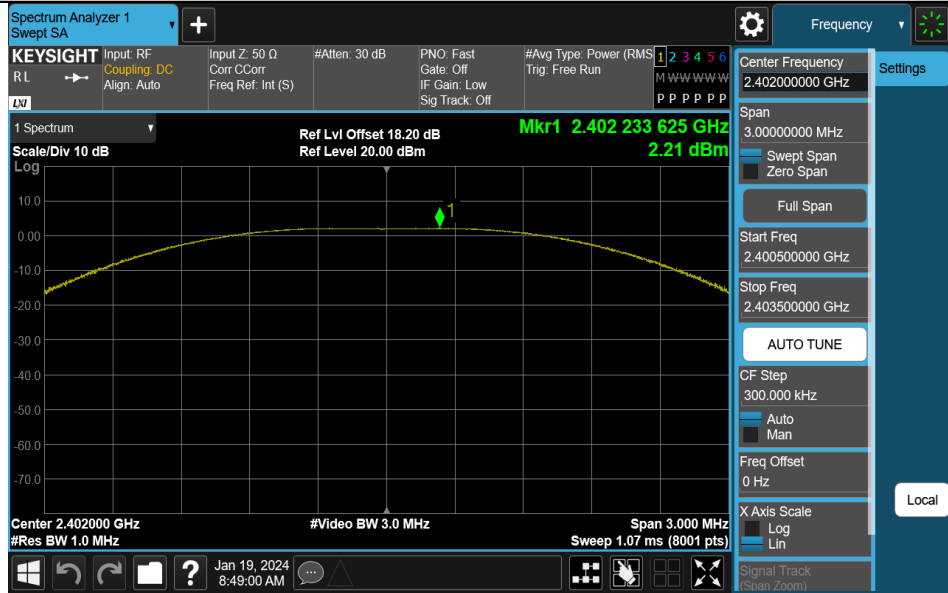 Spectrum Analyzer 1
Swept SA
Frequency
KEYSIGHT
RL
LXI
Input: RF
Coupling: DC
Align: Auto
Input Z: 50 Ω
Corr CCorr
Freq Ref: Int (S)
#Atten: 30 dB
PNO: Fast
Gate: Off
IF Gain: Low
Sig Track: Off
#Avg Type: Power (RMS
Trig: Free Run
1 2 3 4 5 6
M W W W W W
P P P P P P
1 Spectrum
Scale/Div 10 dB
Log
Ref Lvl Offset 18.20 dB
Ref Level 20.00 dBm
Mkr1 2.402 233 625 GHz
2.21 dBm
1
10.0
0.00
-10.0
-20.0
-30.0
-40.0
-50.0
-60.0
-70.0
Center 2.402000 GHz
#Res BW 1.0 MHz
#Video BW 3.0 MHz
Span 3.000 MHz
Sweep 1.07 ms (8001 pts)
Center Frequency
2.402000000 GHz
Span
3.00000000 MHz
Swept Span
Zero Span
Full Span
Start Freq
2.400500000 GHz
Stop Freq
2.403500000 GHz
AUTO TUNE
CF Step
300.000 kHz
Auto
Man
Freq Offset
0 Hz
X Axis Scale
Log
Lin
Signal Track
(Span Zoom)
Settings
Local
?
Jan 19, 2024
8:49:00 AM